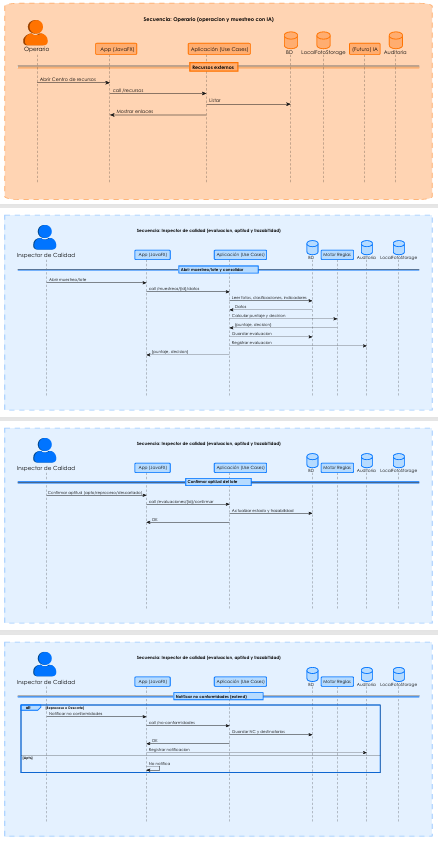 Secuencia: Operario (operacion y muestreo con IA)
Operario
App (JavaFX)
Aplicación (Use Cases)
BD
LocalFotoStorage
(Futuro) IA
Auditoria
Recursos externos
Abrir Centro de recursos
call /recursos
Listar
Mostrar enlaces
Secuencia: Inspector de calidad (evaluacion, aptitud y trazabilidad)
Inspector de Calidad
App (JavaFX)
Aplicación (Use Cases)
BD
Motor Reglas
Auditoria
LocalFotoStorage
Abrir muestreo/lote y consolidar
Abrir muestreo/lote
call /muestreos/{id}/datos
Leer fotos, clasificaciones, indicadores
Datos
Calcular puntaje y decision
{puntaje, decision}
Guardar evaluacion
Registrar evaluacion
{puntaje, decision}
Secuencia: Inspector de calidad (evaluacion, aptitud y trazabilidad)
Inspector de Calidad
App (JavaFX)
Aplicación (Use Cases)
BD
Motor Reglas
Auditoria
LocalFotoStorage
Confirmar aptitud del lote
Confirmar aptitud (apto/reproceso/descartado)
call /evaluaciones/{id}/confirmar
Actualizar estado y trazabilidad
OK
Secuencia: Inspector de calidad (evaluacion, aptitud y trazabilidad)
Inspector de Calidad
App (JavaFX)
Aplicación (Use Cases)
BD
Motor Reglas
Auditoria
LocalFotoStorage
Notificar no conformidades (extend)
alt
[Reproceso o Descarte]
Notificar no conformidades
call /no-conformidades
Guardar NC y destinatarios
OK
Registrar notificacion
[Apto]
No notifica